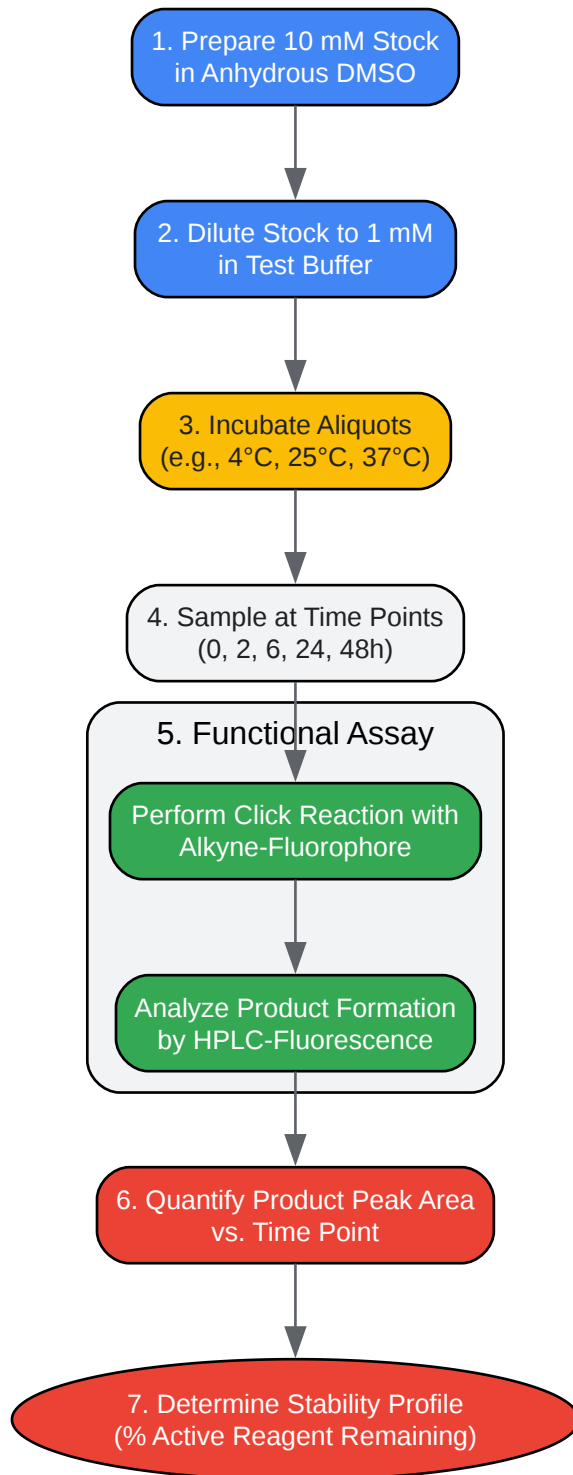 1. Prepare 10 mM Stock
in Anhydrous DMSO
2. Dilute Stock to 1 mM
in Test Buffer
3. Incubate Aliquots
(e.g., 4°C, 25°C, 37°C)
4. Sample at Time Points
(0, 2, 6, 24, 48h)
5. Functional Assay
Perform Click Reaction with
Alkyne-Fluorophore
Analyze Product Formation
by HPLC-Fluorescence
6. Quantify Product Peak Area
vs. Time Point
7. Determine Stability Profile
(% Active Reagent Remaining)